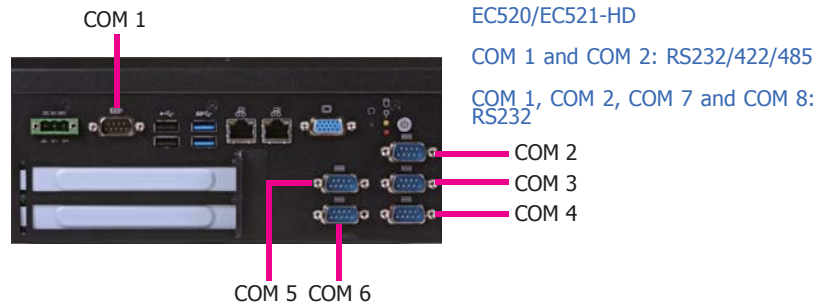 COM 1
EC520/EC521-HD
COM 1 and COM 2: RS232/422/485
COM 1, COM 2, COM 7 and COM 8:
RS232
COM 2
COM 3
COM 4
COM 5 COM 6